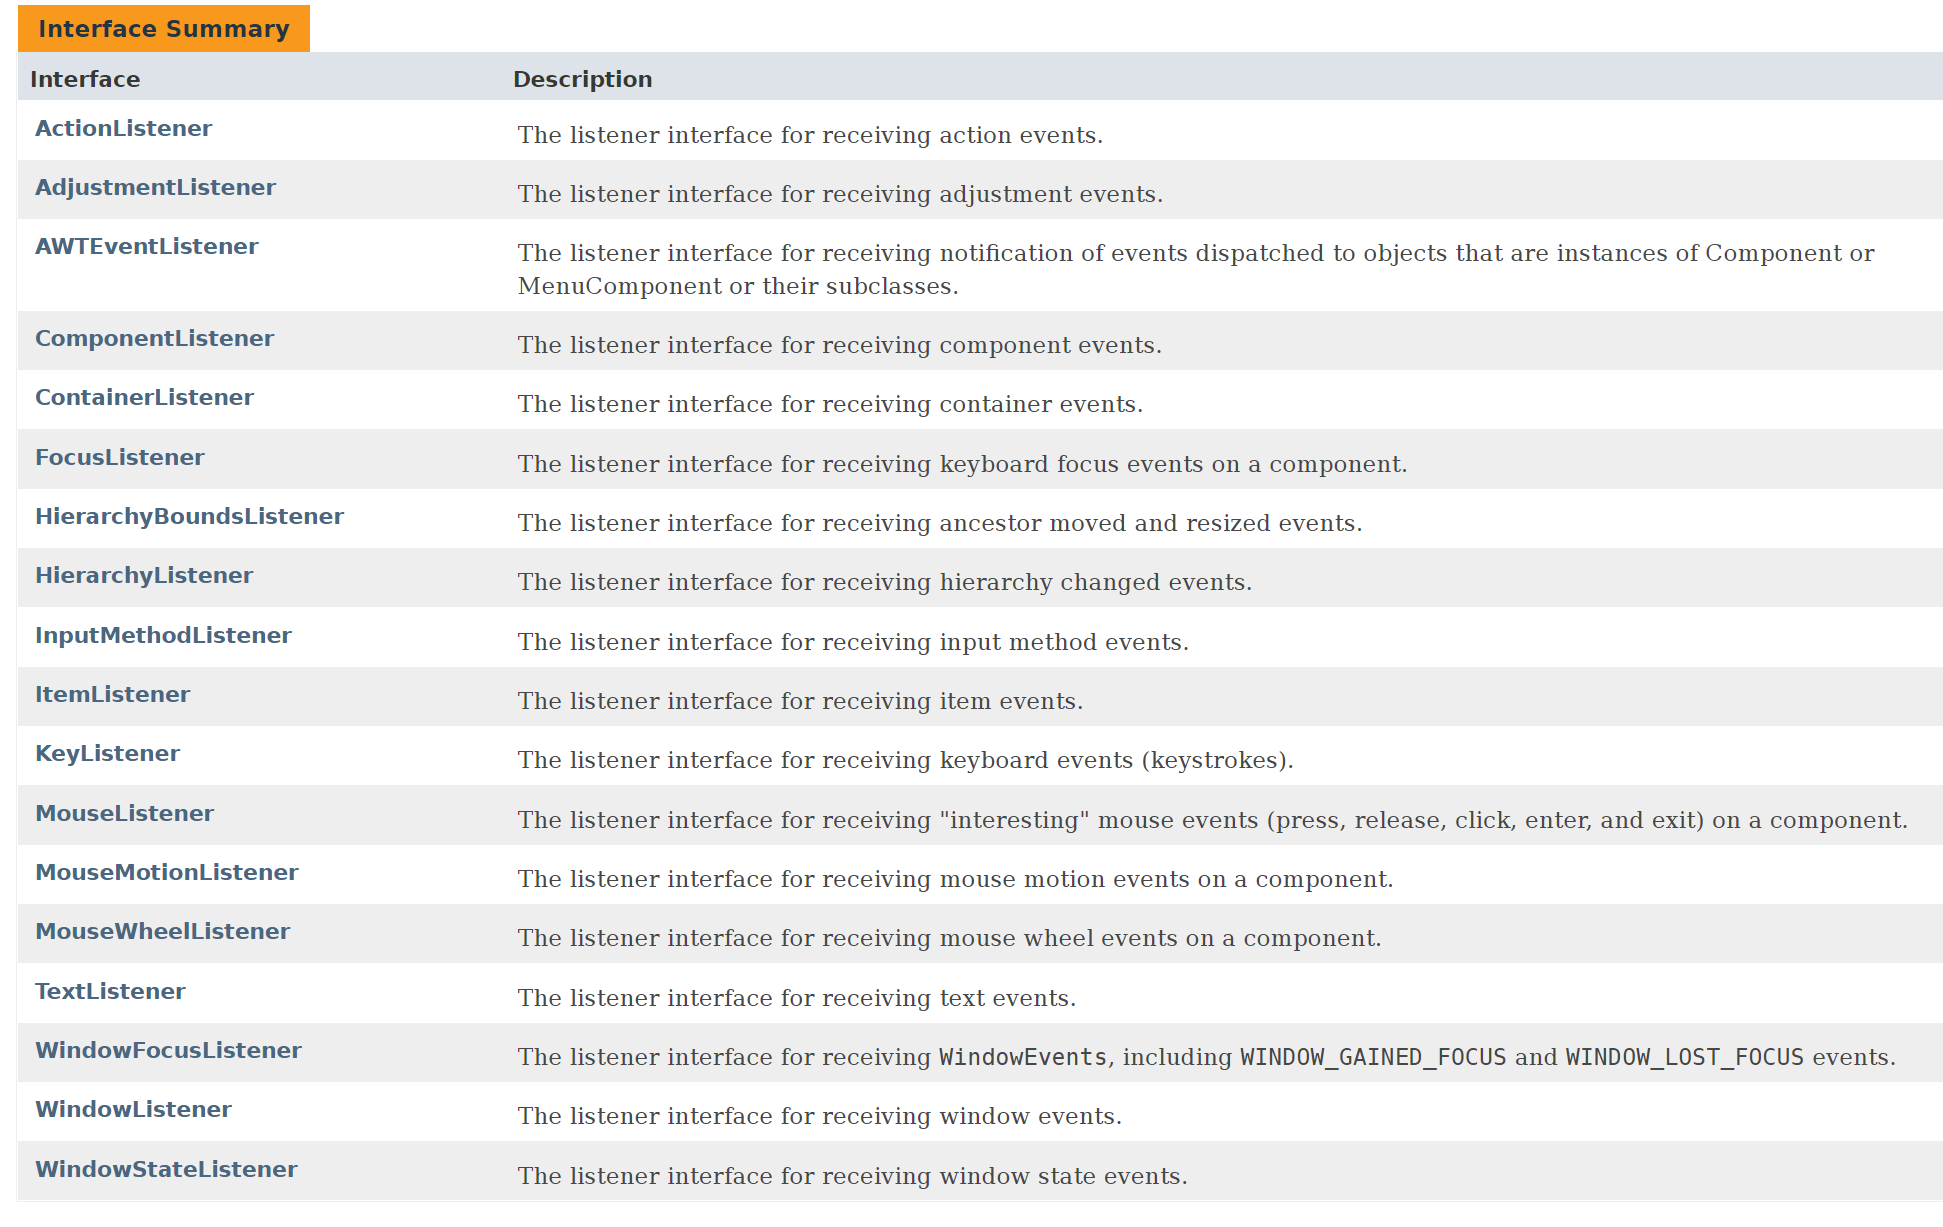 Interface Summary
Interface Description
ActionListener The listener interface for receiving action events.
AdjustmentListener The listener interface for receiving adjustment events.
AWTEventListener The listener interface for receiving notification of events dispatched to objects that are instances of Component or
MenuComponent or their subclasses.
ComponentListener The listener interface for receiving component events.
ContainerListener The listener interface for receiving container events.
FocusListener The listener interface for receiving keyboard focus events on a component.
HierarchyBoundsListener The listener interface for receiving ancestor moved and resized events.
HierarchyListener The listener interface for receiving hierarchy changed events.
InputMethodListener The listener interface for receiving input method events.
ItemListener The listener interface for receiving item events.
KeyListener The listener interface for receiving keyboard events (keystrokes).
MouseListener The listener interface for receiving "interesting" mouse events (press, release, click, enter, and exit) on a component.
MouseMotionListener The listener interface for receiving mouse motion events on a component.
MouseWheelListener The listener interface for receiving mouse wheel events on a component.
TextListener The listener interface for receiving text events.
WindowFocusListener The listener interface for receiving WindowEvents, including WINDOW_GAINED_FOCUS and WINDOW_LOST_FOCUS events.
WindowListener The listener interface for receiving window events.
WindowStateListener The listener interface for receiving window state events.